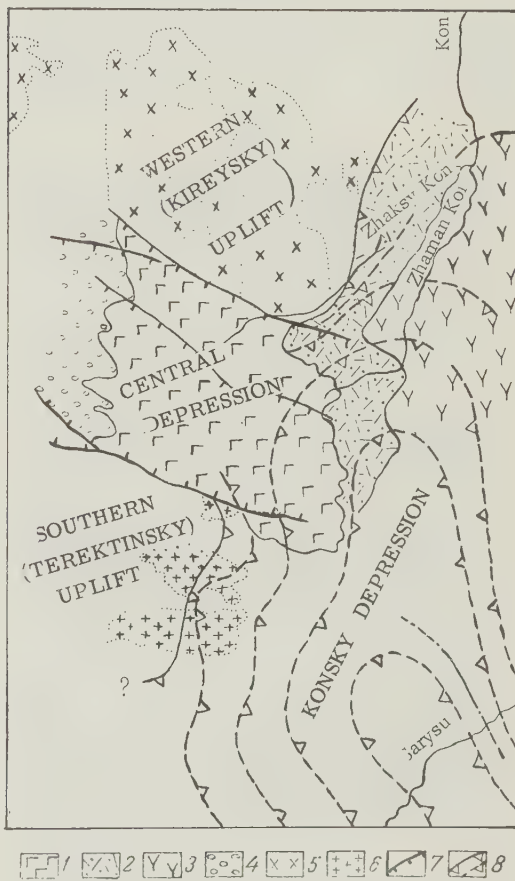 Kon
WESTERN
(KIREYSKY)
UPLIFT
Zhaksy Kon
Zhaman Kon
CENTRAL
DEPRESSION
SOUTHERN
(TEREKTINSKY)
UPLIFT
KONSKY DEPRESSION
?
Sarysu
1 2 3 4 5 6 7 8